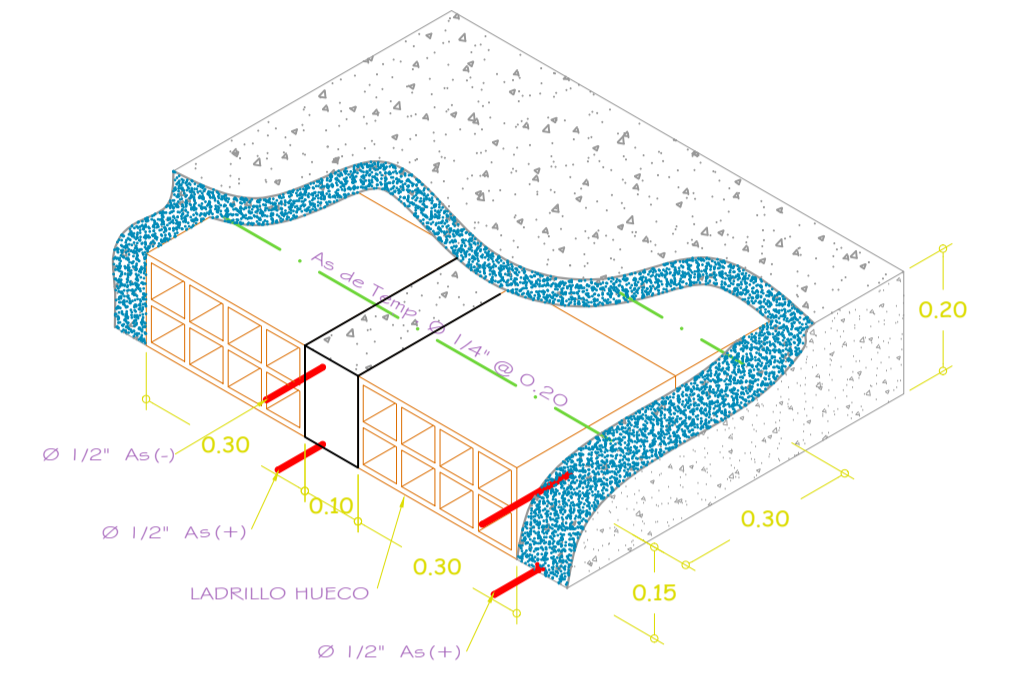 As de Temp. Ø 1/4" @ 0.20
0.20
0.30
Ø 1/2" As(-)
0.10
Ø 1/2" As(+)
0.30
0.30
LADRILLO HUECO
0.15
Ø 1/2" As(+)